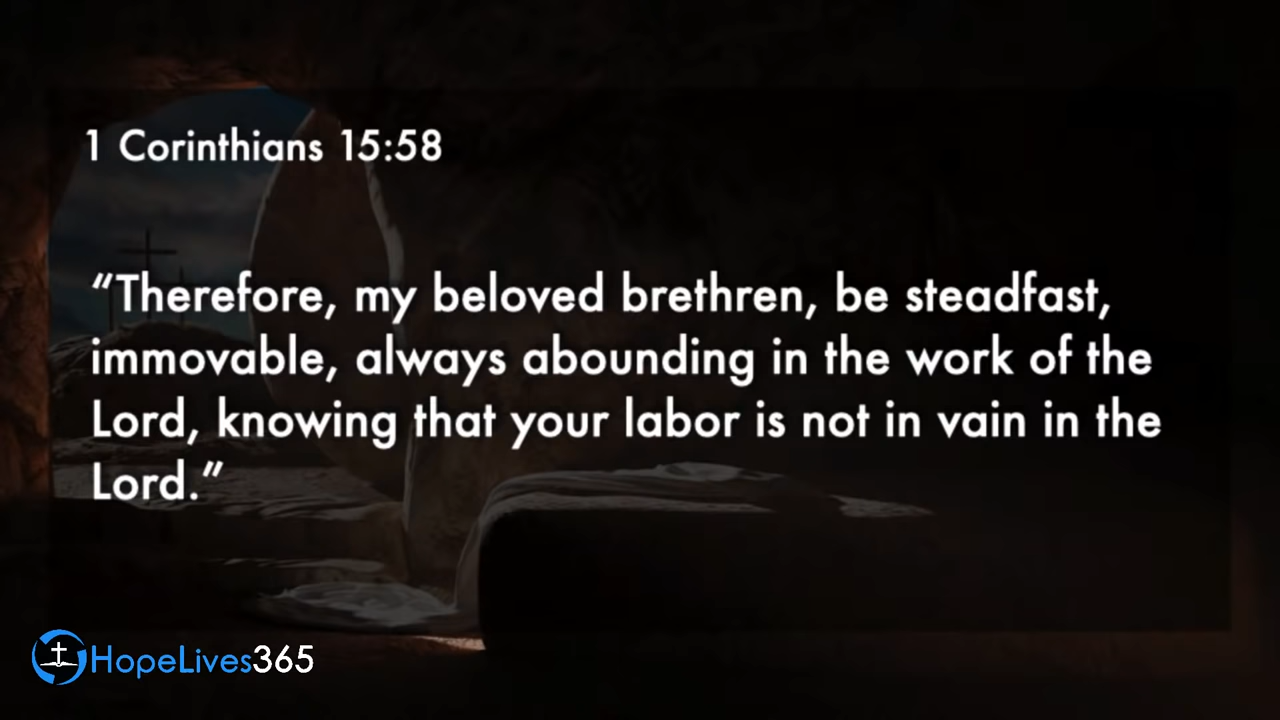 1 Corinthians 15:58
“Therefore, my beloved brethren, be steadfast,
immovable, always abounding in the work of the
Lord, knowing that your labor is not in vain in the
Lord.”
HopeLives365